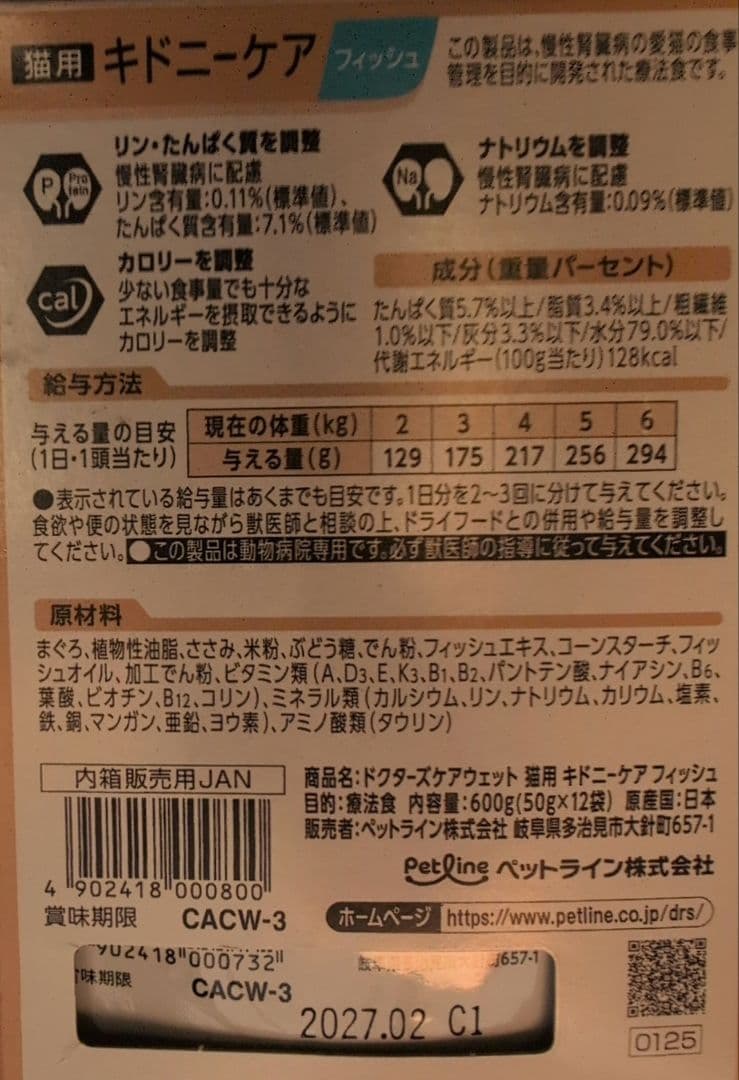 猫用 キドニーケア フィッシュ
この製品は、慢性腎臓病の愛猫の食事
管理を目的に開発された療法食です。
P Pro tein
リン・たんぱく質を調整
慢性腎臓病に配慮
リン含有量:0.11%(標準値)、
たんぱく質含有量:7.1%(標準値)
Na
ナトリウムを調整
慢性腎臓病に配慮
ナトリウム含有量:0.09%(標準値)
cal
カロリーを調整
少ない食事量でも十分な
エネルギーを摂取できるように
カロリーを調整
成分(重量パーセント)
たんぱく質5.7%以上/脂質3.4%以上/粗繊維
1.0%以下/灰分3.3%以下/水分79.0%以下/
代謝エネルギー(100g当たり)128kcal
給与方法
与える量の目安
(1日・1頭当たり)
現在の体重(kg) 2 3 4 5 6
与える量(g) 129 175 217 256 294
●表示されている給与量はあくまでも目安です。1日分を2〜3回に分けて与えてください。
食欲や便の状態を見ながら獣医師と相談の上、ドライフードとの併用や給与量を調整し
てください。●この製品は動物病院専用です。必ず獣医師の指導に従って与えてください。
原材料
まぐろ、植物性油脂、ささみ、米粉、ぶどう糖、でん粉、フィッシュエキス、コーンスターチ、フィッ
シュオイル、加工でん粉、ビタミン類(A、D3、E、K3、B1、B2、パントテン酸、ナイアシン、B6、
葉酸、ビオチン、B12、コリン)、ミネラル類(カルシウム、リン、ナトリウム、カリウム、塩素、
鉄、銅、マンガン、亜鉛、ヨウ素)、アミノ酸類(タウリン)
内箱販売用JAN
4 902418 000800
賞味期限 CACW-3
商品名:ドクターズケアウェット 猫用 キドニーケア フィッシュ
目的:療法食 内容量:600g(50g×12袋) 原産国:日本
販売者:ペットライン株式会社 岐阜県多治見市大針町657-1
Petline ペットライン株式会社
ホームページ https://www.petline.co.jp/drs/
902418 000732
味期限
CACW-3
657-1
2027.02 C1
0125